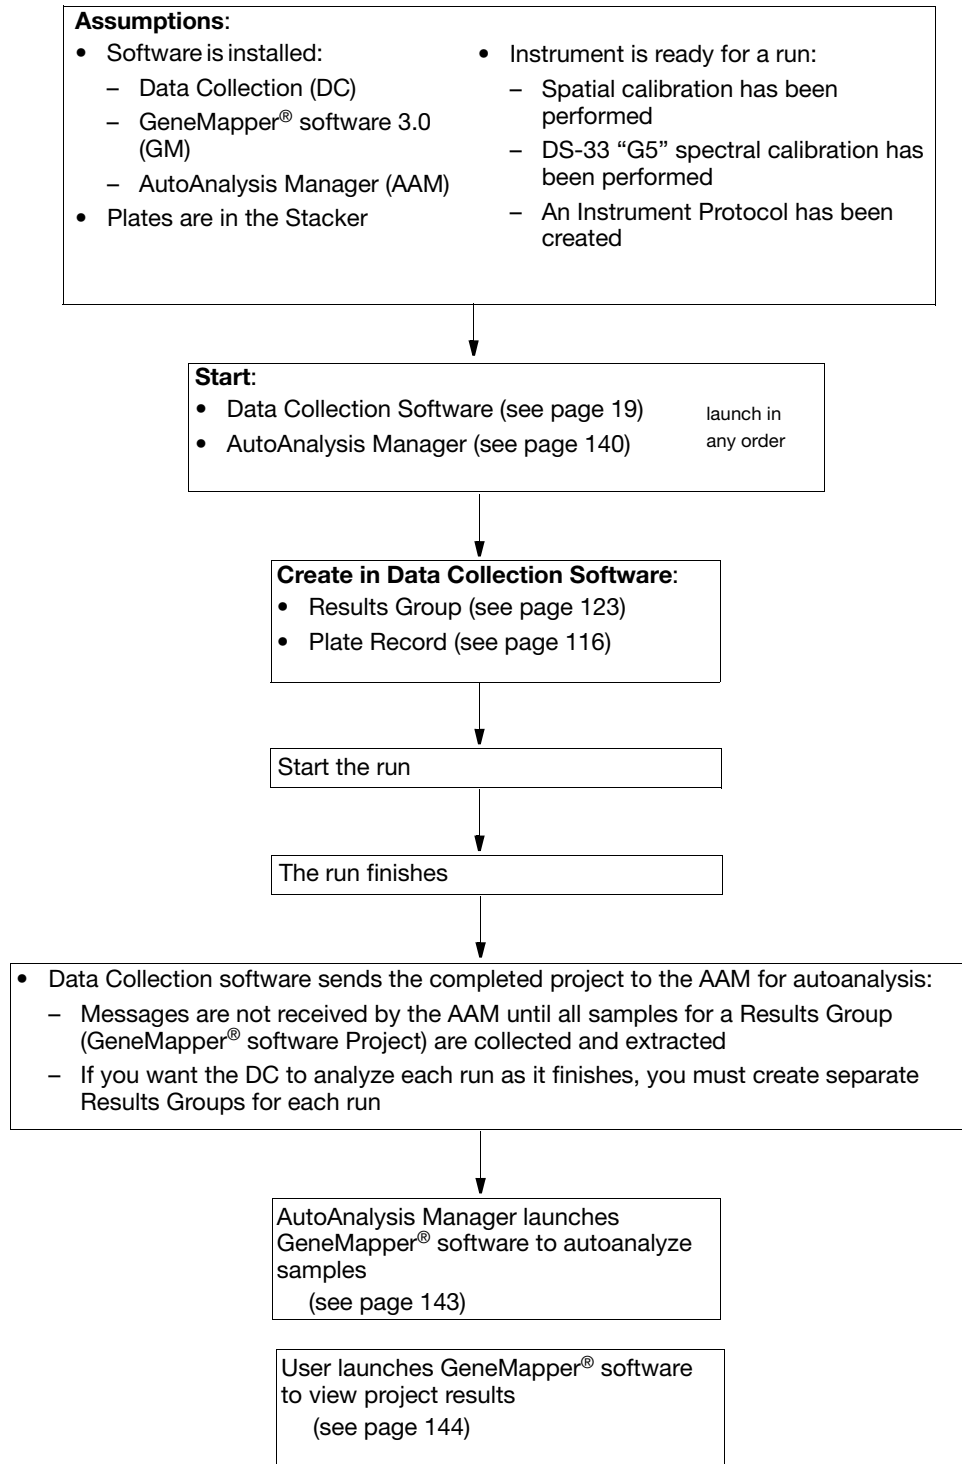 Assumptions:
• Software is installed:
– Data Collection (DC)
– GeneMapper® software 3.0
(GM)
– AutoAnalysis Manager (AAM)
• Plates are in the Stacker
• Instrument is ready for a run:
– Spatial calibration has been
performed
– DS-33 “G5” spectral calibration has
been performed
– An Instrument Protocol has been
created
Start:
• Data Collection Software (see page 19)
• AutoAnalysis Manager (see page 140)
launch in
any order
Create in Data Collection Software:
• Results Group (see page 123)
• Plate Record (see page 116)
Start the run
The run finishes
• Data Collection software sends the completed project to the AAM for autoanalysis:
– Messages are not received by the AAM until all samples for a Results Group
(GeneMapper® software Project) are collected and extracted
– If you want the DC to analyze each run as it finishes, you must create separate
Results Groups for each run
AutoAnalysis Manager launches
GeneMapper® software to autoanalyze
samples
(see page 143)
User launches GeneMapper® software
to view project results
(see page 144)